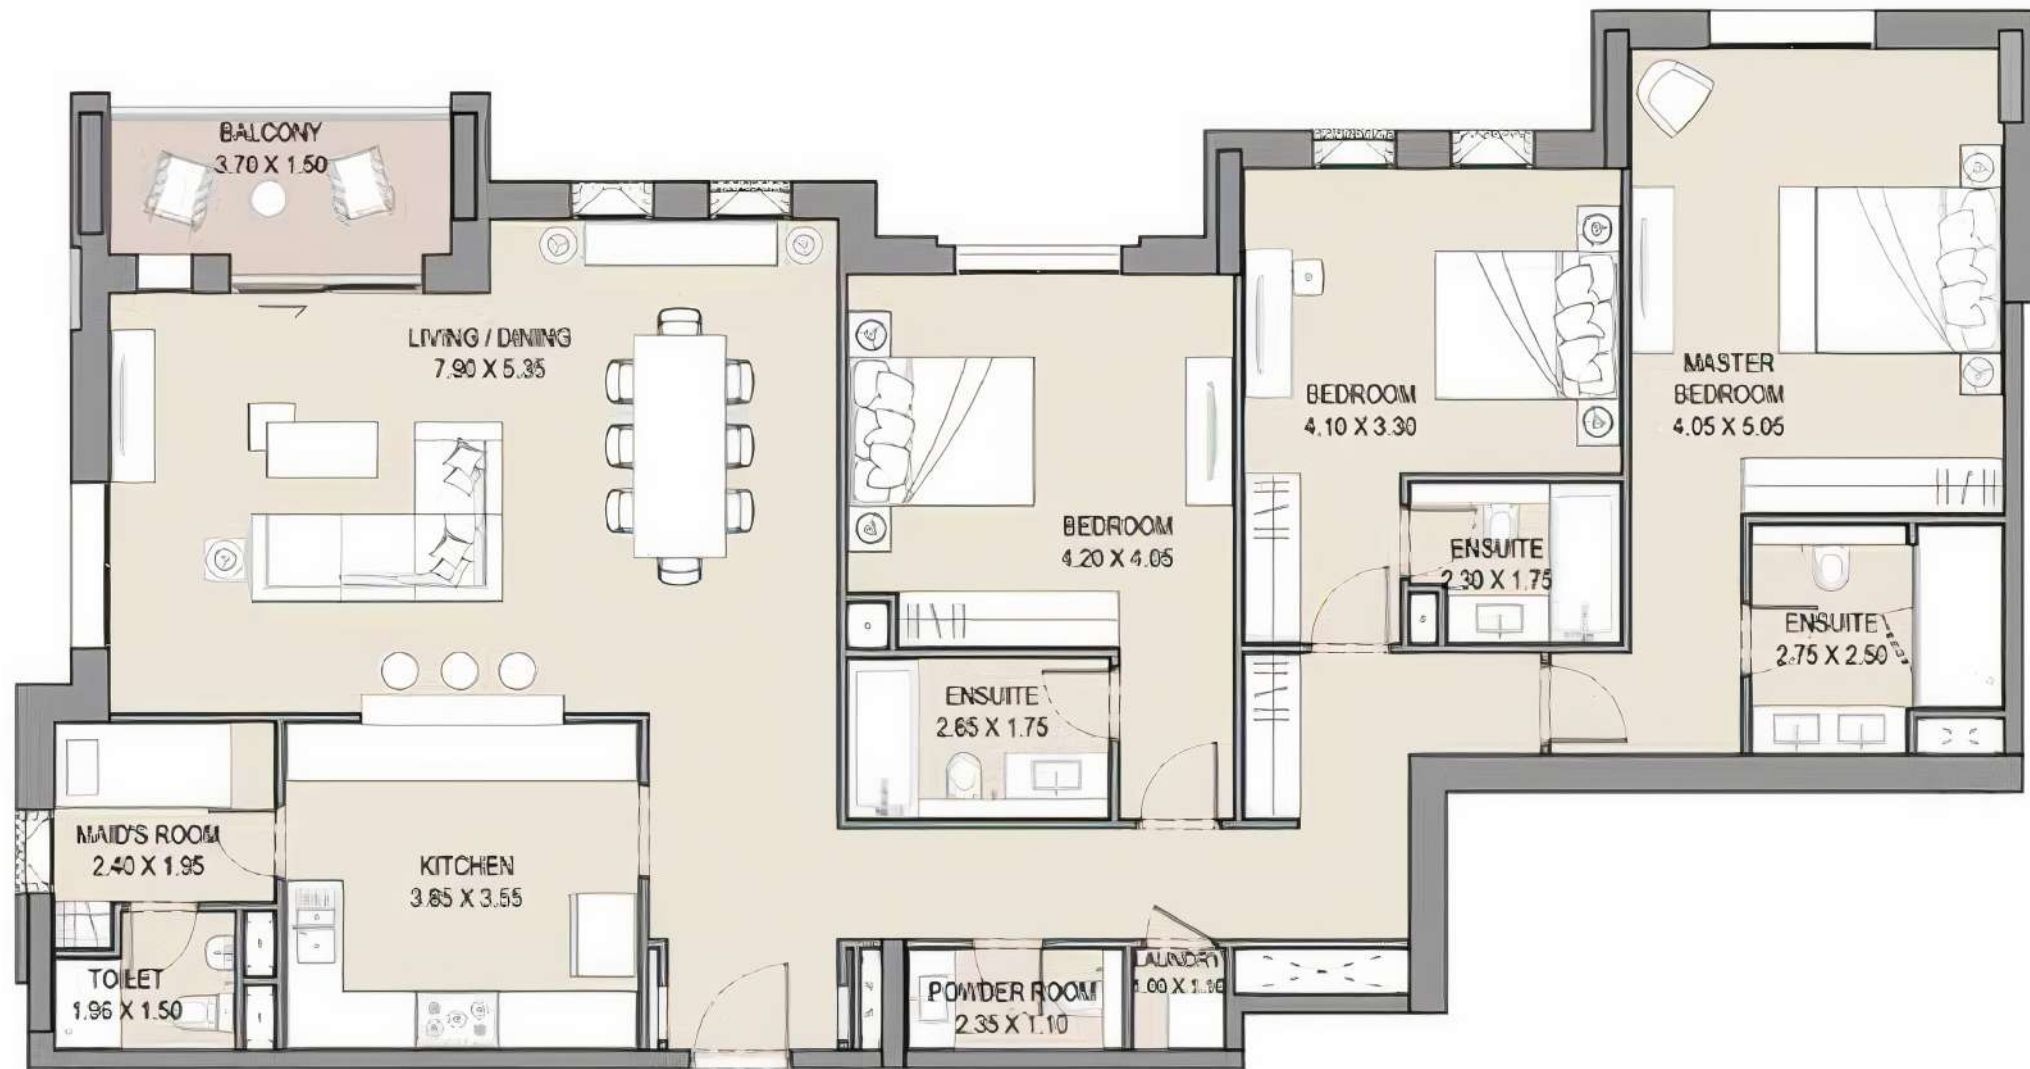 BALCONY
3.70 X 1.50
LIVING / DINING
7.90 X 5.35
BEDROOM
4.20 X 4.05
BEDROOM
4.10 X 3.30
MASTER
BEDROOM
4.05 X 5.05
ENSUITE
2.30 X 1.75
ENSUITE
2.75 X 2.50
ENSUITE
2.65 X 1.75
MAID'S ROOM
2.40 X 1.95
KITCHEN
3.85 X 3.55
TOILET
1.96 X 1.50
POWDER ROOM
2.35 X 1.10
LAUNDRY
1.00 X